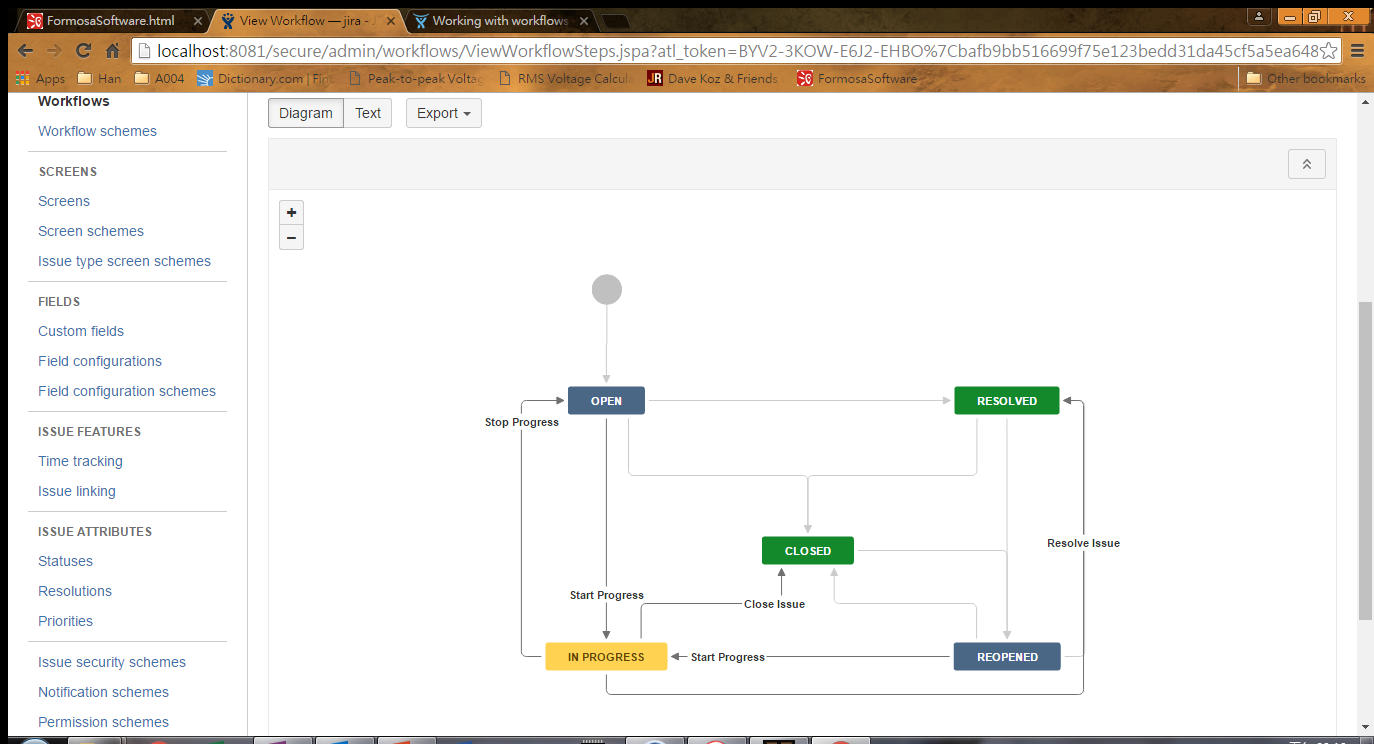 FormosaSoftware.html
View Workflow — jira - J
Working with workflows
localhost:8081/secure/admin/workflows/ViewWorkflowSteps.jspa?atl_token=BYV2-3KOW-E6J2-EHBO%7Cbafb9bb516699f75e123bedd31da45cf5a5ea648
Apps
Han
A004
Dictionary.com | Fin
Peak-to-peak Voltag
RMS Voltage Calcula
Dave Koz & Friends
FormosaSoftware
Other bookmarks
Workflows
Workflow schemes
SCREENS
Screens
Screen schemes
Issue type screen schemes
FIELDS
Custom fields
Field configurations
Field configuration schemes
ISSUE FEATURES
Time tracking
Issue linking
ISSUE ATTRIBUTES
Statuses
Resolutions
Priorities
Issue security schemes
Notification schemes
Permission schemes
Diagram
Text
Export
+
−
OPEN
RESOLVED
Stop Progress
CLOSED
Resolve Issue
Start Progress
Close Issue
IN PROGRESS
Start Progress
REOPENED